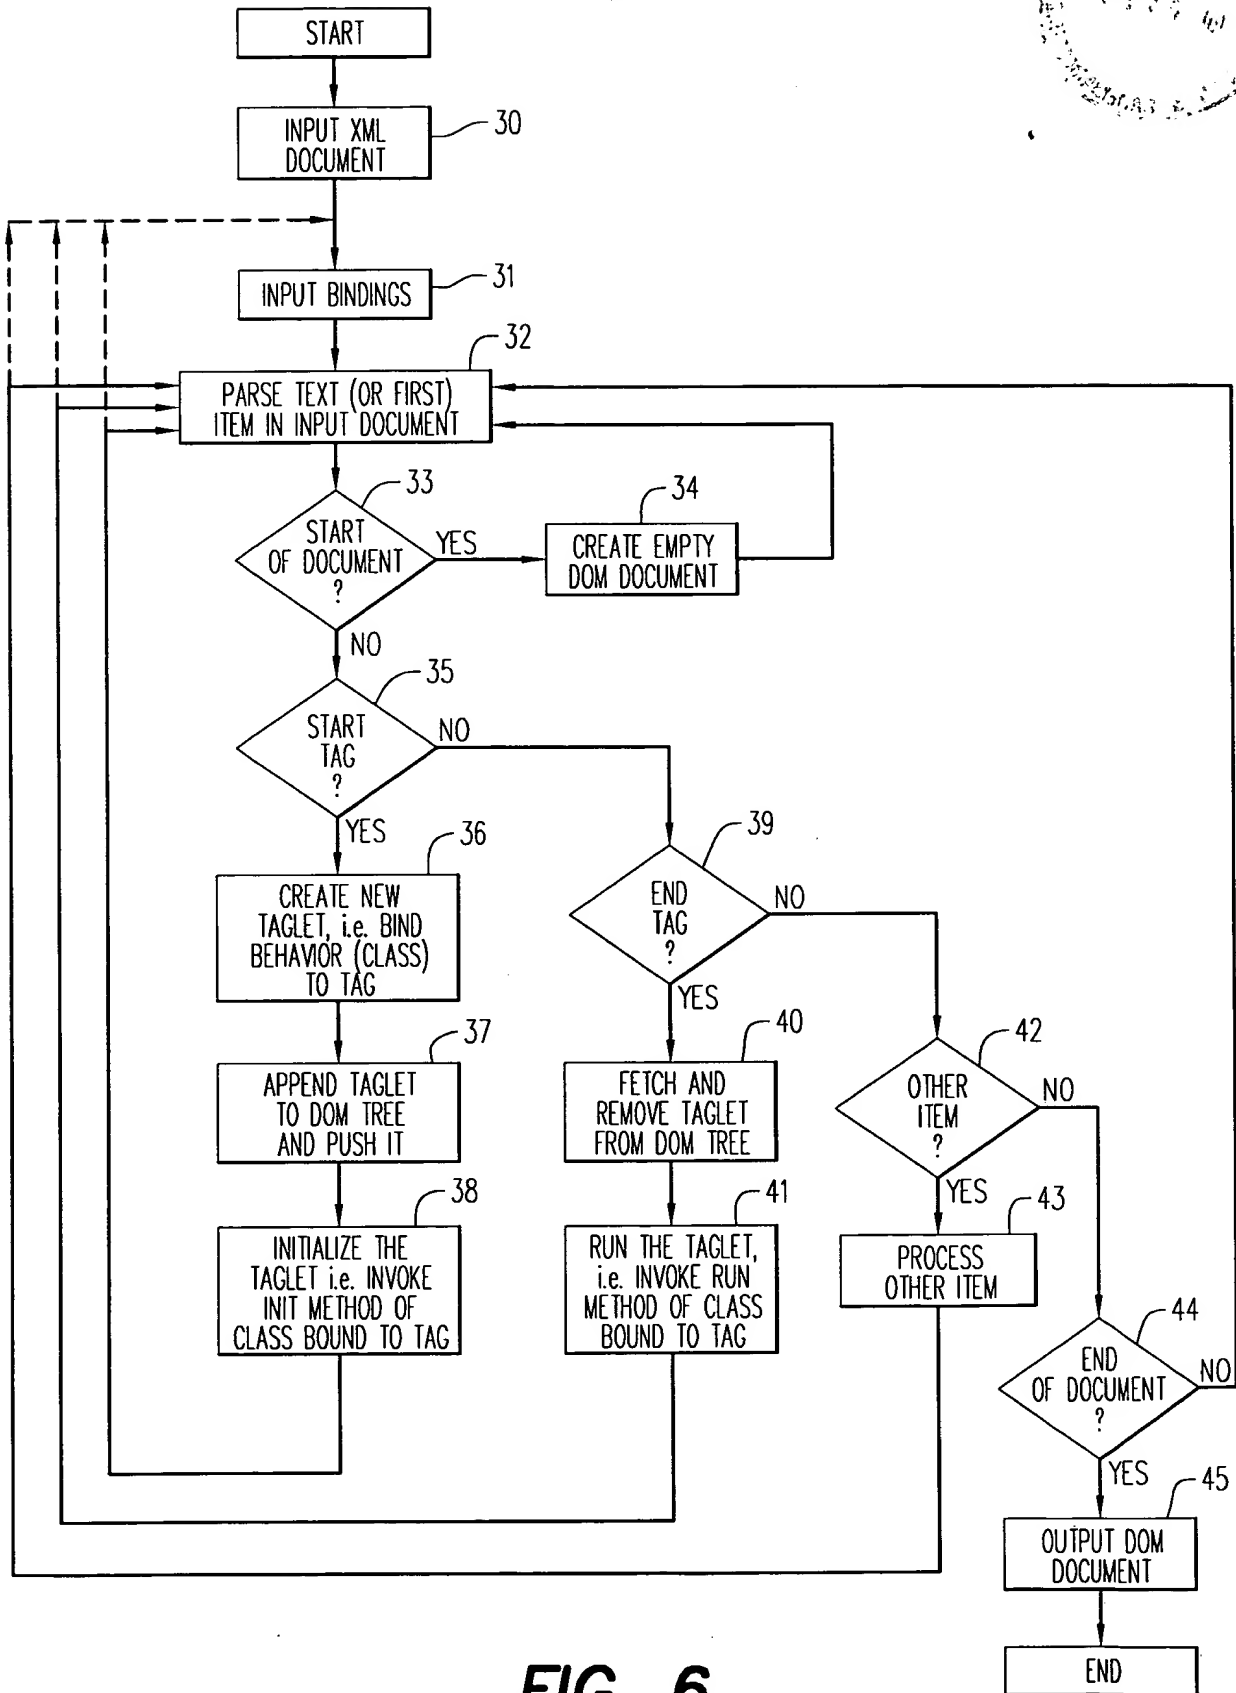 START
INPUT XML
DOCUMENT
30
INPUT BINDINGS
31
32
PARSE TEXT (OR FIRST)
ITEM IN INPUT DOCUMENT
33
START
OF DOCUMENT
?
YES
NO
34
CREATE EMPTY
DOM DOCUMENT
35
START
TAG
?
NO
YES
36
CREATE NEW
TAGLET, i.e. BIND
BEHAVIOR (CLASS)
TO TAG
37
APPEND TAGLET
TO DOM TREE
AND PUSH IT
38
INITIALIZE THE
TAGLET i.e. INVOKE
INIT METHOD OF
CLASS BOUND TO TAG
39
END
TAG
?
NO
YES
40
FETCH AND
REMOVE TAGLET
FROM DOM TREE
41
RUN THE TAGLET,
i.e. INVOKE RUN
METHOD OF CLASS
BOUND TO TAG
42
OTHER
ITEM
?
NO
YES
43
PROCESS
OTHER ITEM
44
END
OF DOCUMENT
?
NO
YES
45
OUTPUT DOM
DOCUMENT
END
FIG_6